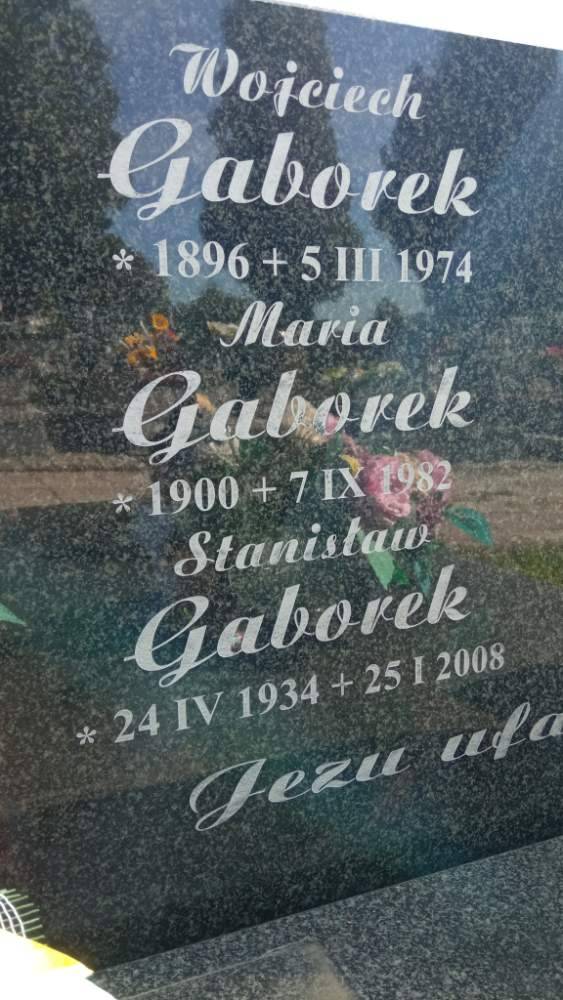 Wojciech
Gaborek
* 1896 + 5 III 1974
Maria
Gaborek
* 1900 + 7 IX 1982
Stanisław
Gaborek
* 24 IV 1934 + 25 I 2008
Jezu ufa